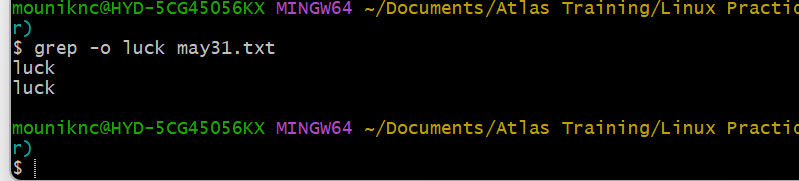 mouniknc@HYD-5CG45056KX MINGW64 ~/Documents/Atlas Training/Linux Practic
r)
$ grep -o luck may31.txt
luck
luck
mouniknc@HYD-5CG45056KX MINGW64 ~/Documents/Atlas Training/Linux Practic
r)
$